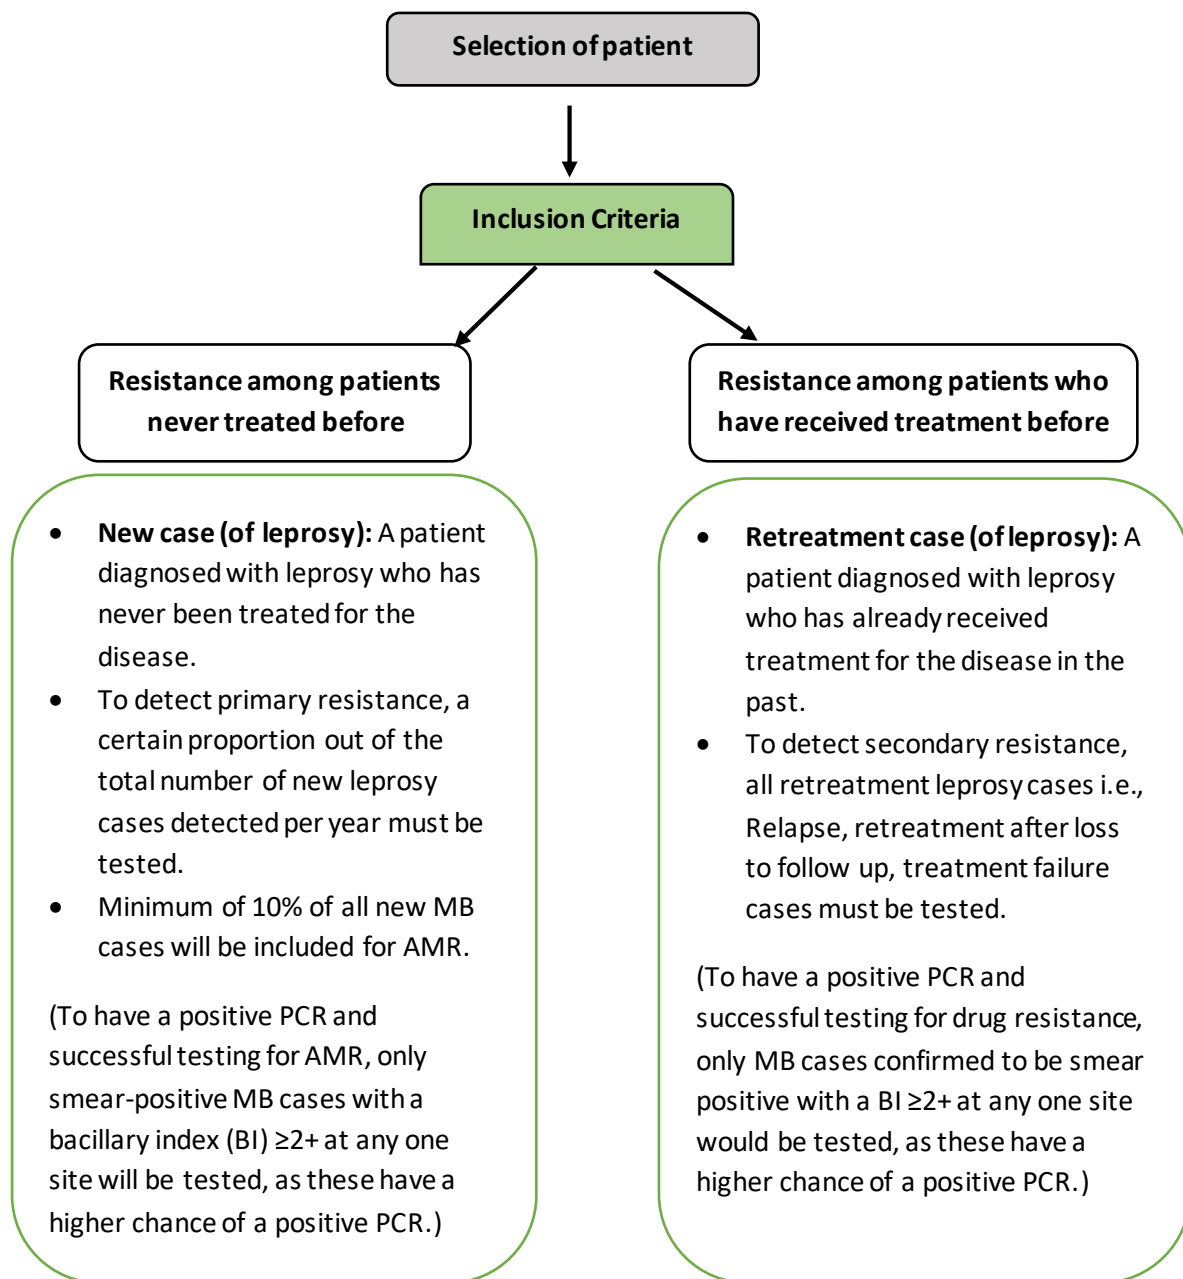 Selection of patient
Inclusion Criteria
Resistance among patients
never treated before
• New case (of leprosy): A patient
diagnosed with leprosy who has
never been treated for the
disease.
• To detect primary resistance, a
certain proportion out of the
total number of new leprosy
cases detected per year must be
tested.
• Minimum of 10% of all new MB
cases will be included for AMR.
(To have a positive PCR and
successful testing for AMR, only
smear-positive MB cases with a
bacillary index (BI) ≥2+ at any one
site will be tested, as these have a
higher chance of a positive PCR.)
Resistance among patients who
have received treatment before
• Retreatment case (of leprosy): A
patient diagnosed with leprosy
who has already received
treatment for the disease in the
past.
• To detect secondary resistance,
all retreatment leprosy cases i.e.,
Relapse, retreatment after loss
to follow up, treatment failure
cases must be tested.
(To have a positive PCR and
successful testing for drug resistance,
only MB cases confirmed to be smear
positive with a BI ≥2+ at any one site
would be tested, as these have a
higher chance of a positive PCR.)